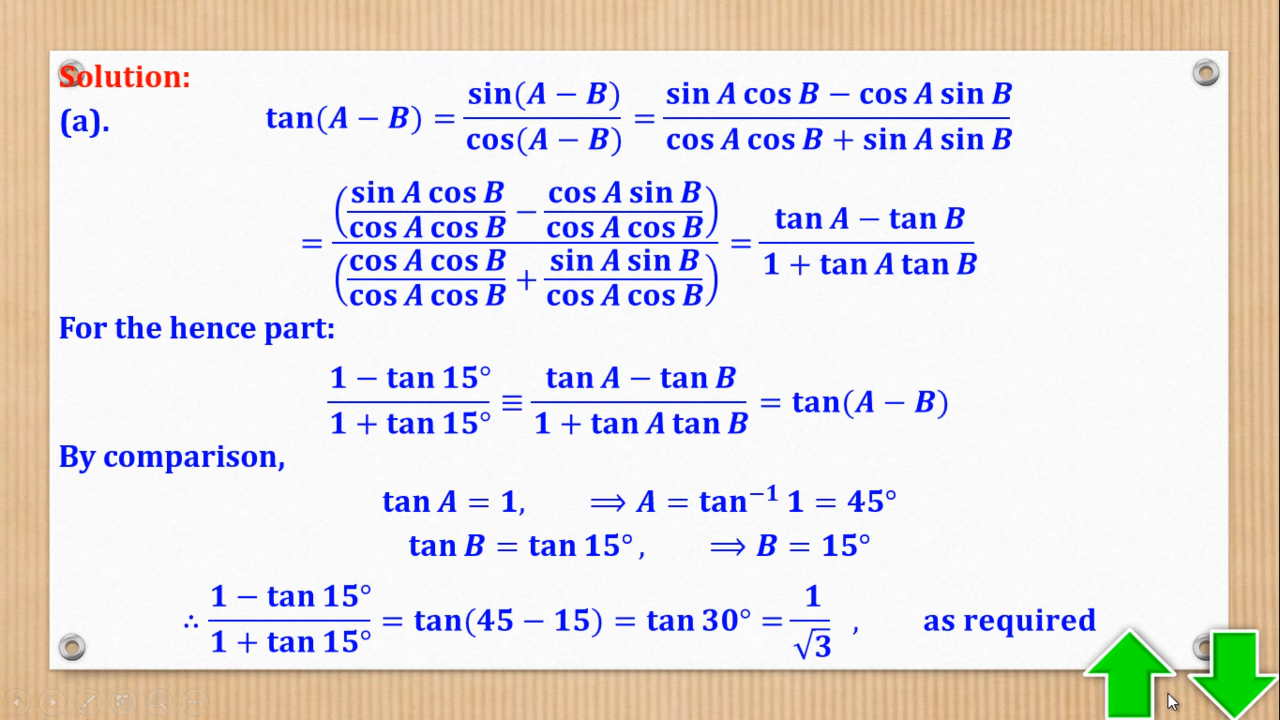 Solution:
(a). tan(A − B) = sin(A − B)/cos(A − B) = (sin A cos B − cos A sin B)/(cos A cos B + sin A sin B)
= ((sin A cos B)/(cos A cos B) − (cos A sin B)/(cos A cos B))/((cos A cos B)/(cos A cos B) + (sin A sin B)/(cos A cos B)) = (tan A − tan B)/(1 + tan A tan B)
For the hence part:
(1 − tan 15°)/(1 + tan 15°) ≡ (tan A − tan B)/(1 + tan A tan B) = tan(A − B)
By comparison,
tan A = 1, ⟹ A = tan⁻¹ 1 = 45°
tan B = tan 15°, ⟹ B = 15°
∴ (1 − tan 15°)/(1 + tan 15°) = tan(45 − 15) = tan 30° = 1/√3 , as required